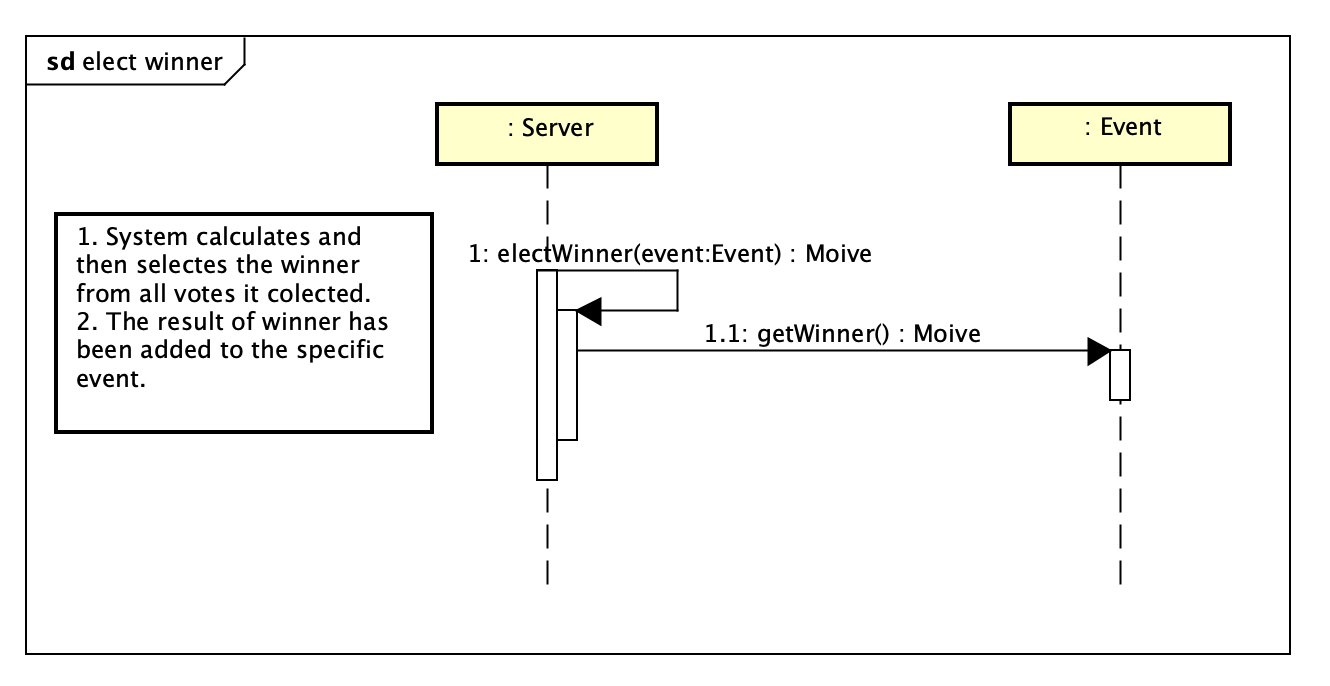 sd elect winner
: Server
: Event
1. System calculates and
then selectes the winner
from all votes it colected.
2. The result of winner has
been added to the specific
event.
1: electWinner(event:Event) : Moive
1.1: getWinner() : Moive